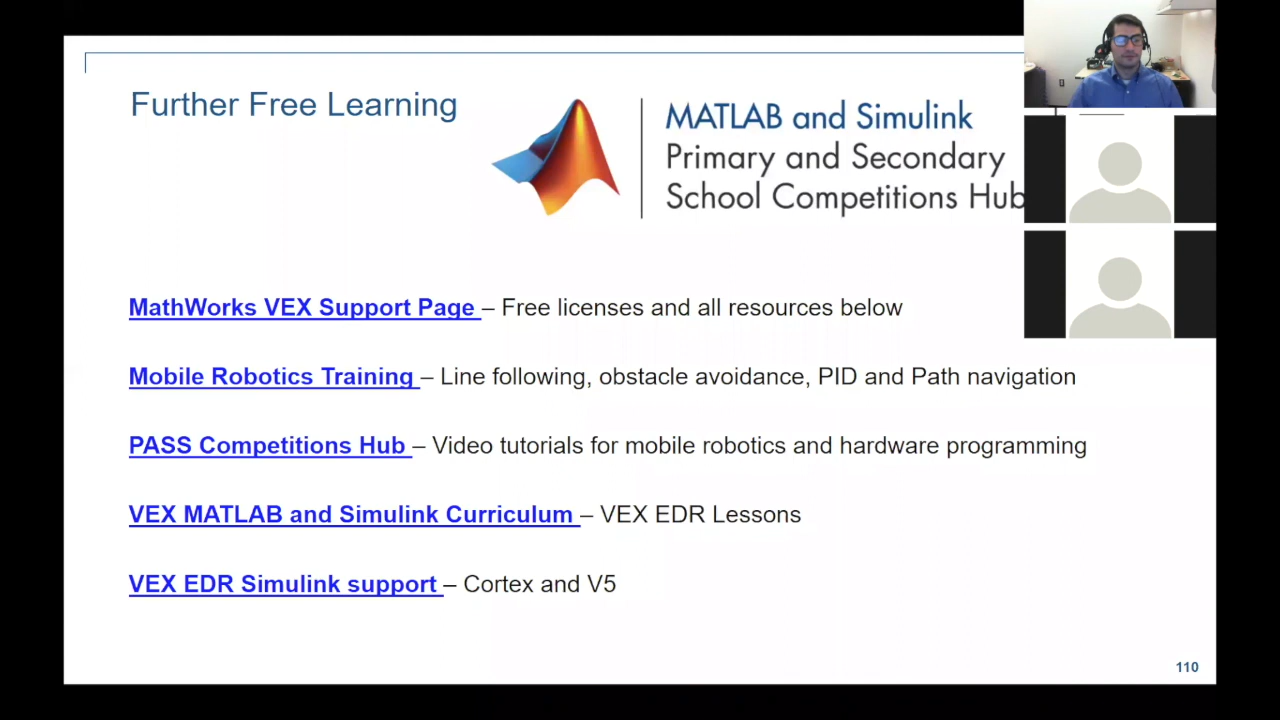 Further Free Learning
MATLAB and Simulink
Primary and Secondary
School Competitions Hub
MathWorks VEX Support Page – Free licenses and all resources below
Mobile Robotics Training – Line following, obstacle avoidance, PID and Path navigation
PASS Competitions Hub – Video tutorials for mobile robotics and hardware programming
VEX MATLAB and Simulink Curriculum – VEX EDR Lessons
VEX EDR Simulink support – Cortex and V5
110